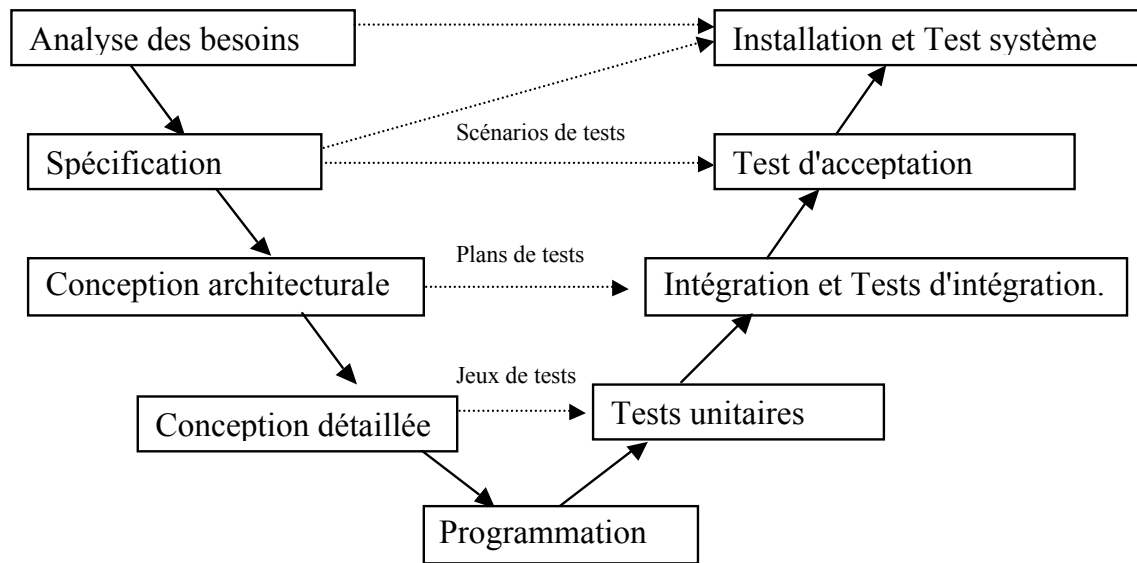 Analyse des besoins
Installation et Test système
Scénarios de tests
Spécification
Test d'acceptation
Plans de tests
Conception architecturale
Intégration et Tests d'intégration.
Jeux de tests
Conception détaillée
Tests unitaires
Programmation